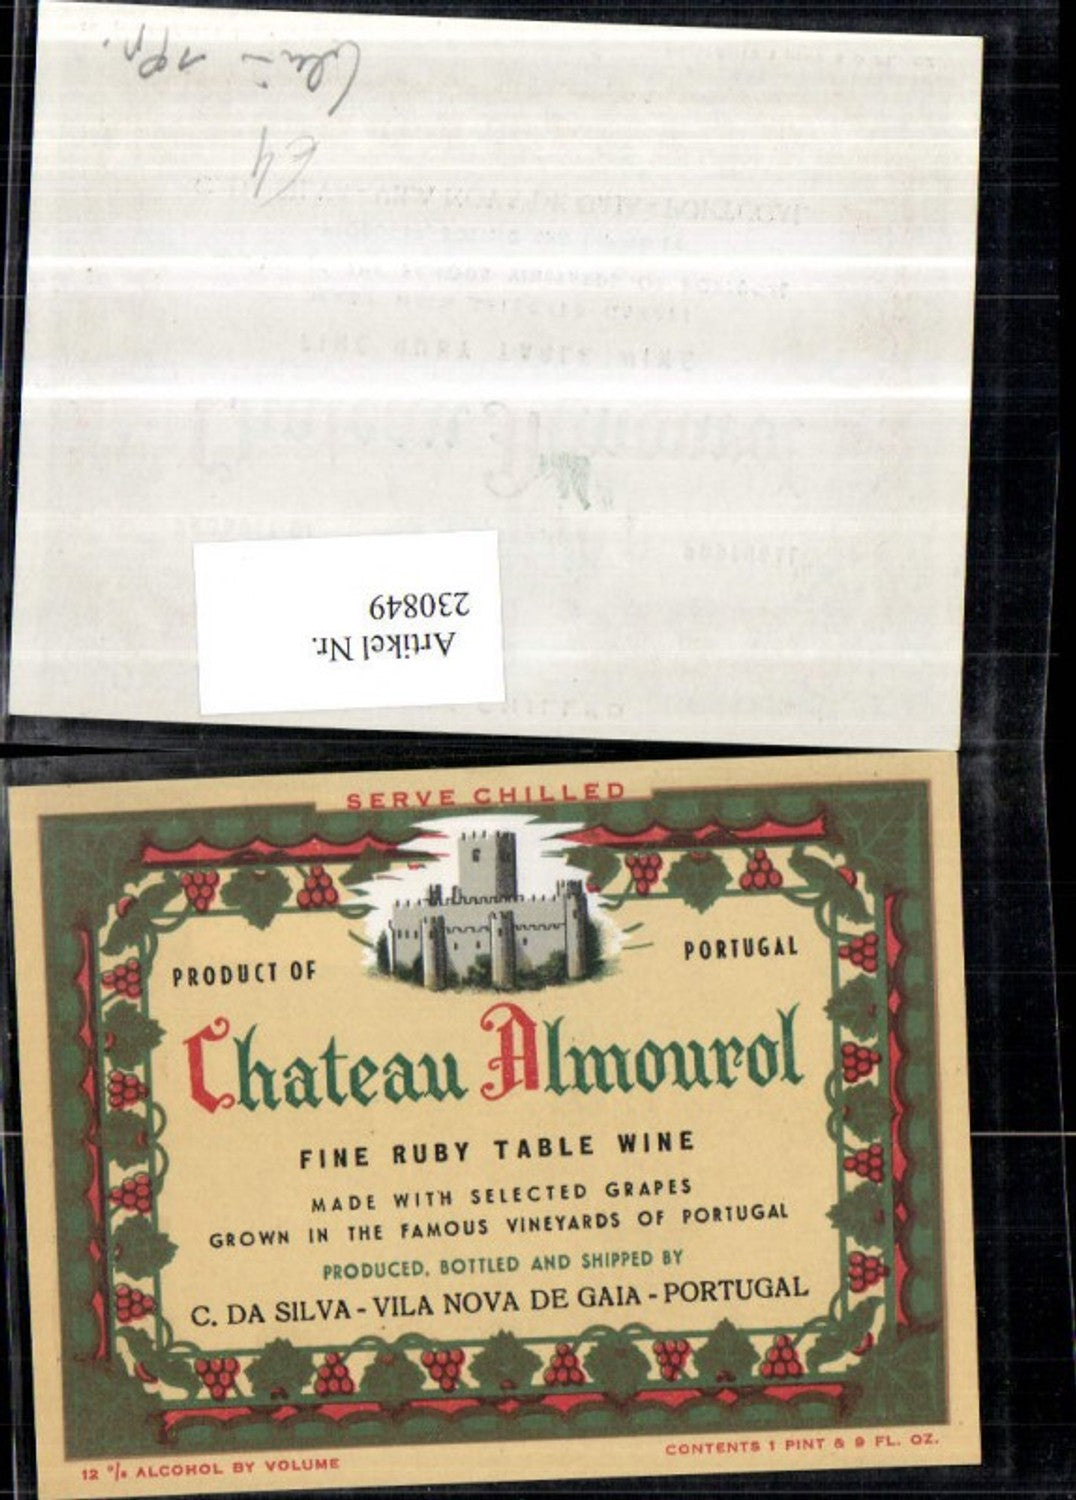 E4
Artikel Nr.
230849
SERVE CHILLED
PRODUCT OF PORTUGAL
Chateau Almourol
FINE RUBY TABLE WINE
MADE WITH SELECTED GRAPES
GROWN IN THE FAMOUS VINEYARDS OF PORTUGAL
PRODUCED, BOTTLED AND SHIPPED BY
C. DA SILVA - VILA NOVA DE GAIA - PORTUGAL
12 % ALCOHOL BY VOLUME
CONTENTS 1 PINT & 9 FL. OZ.